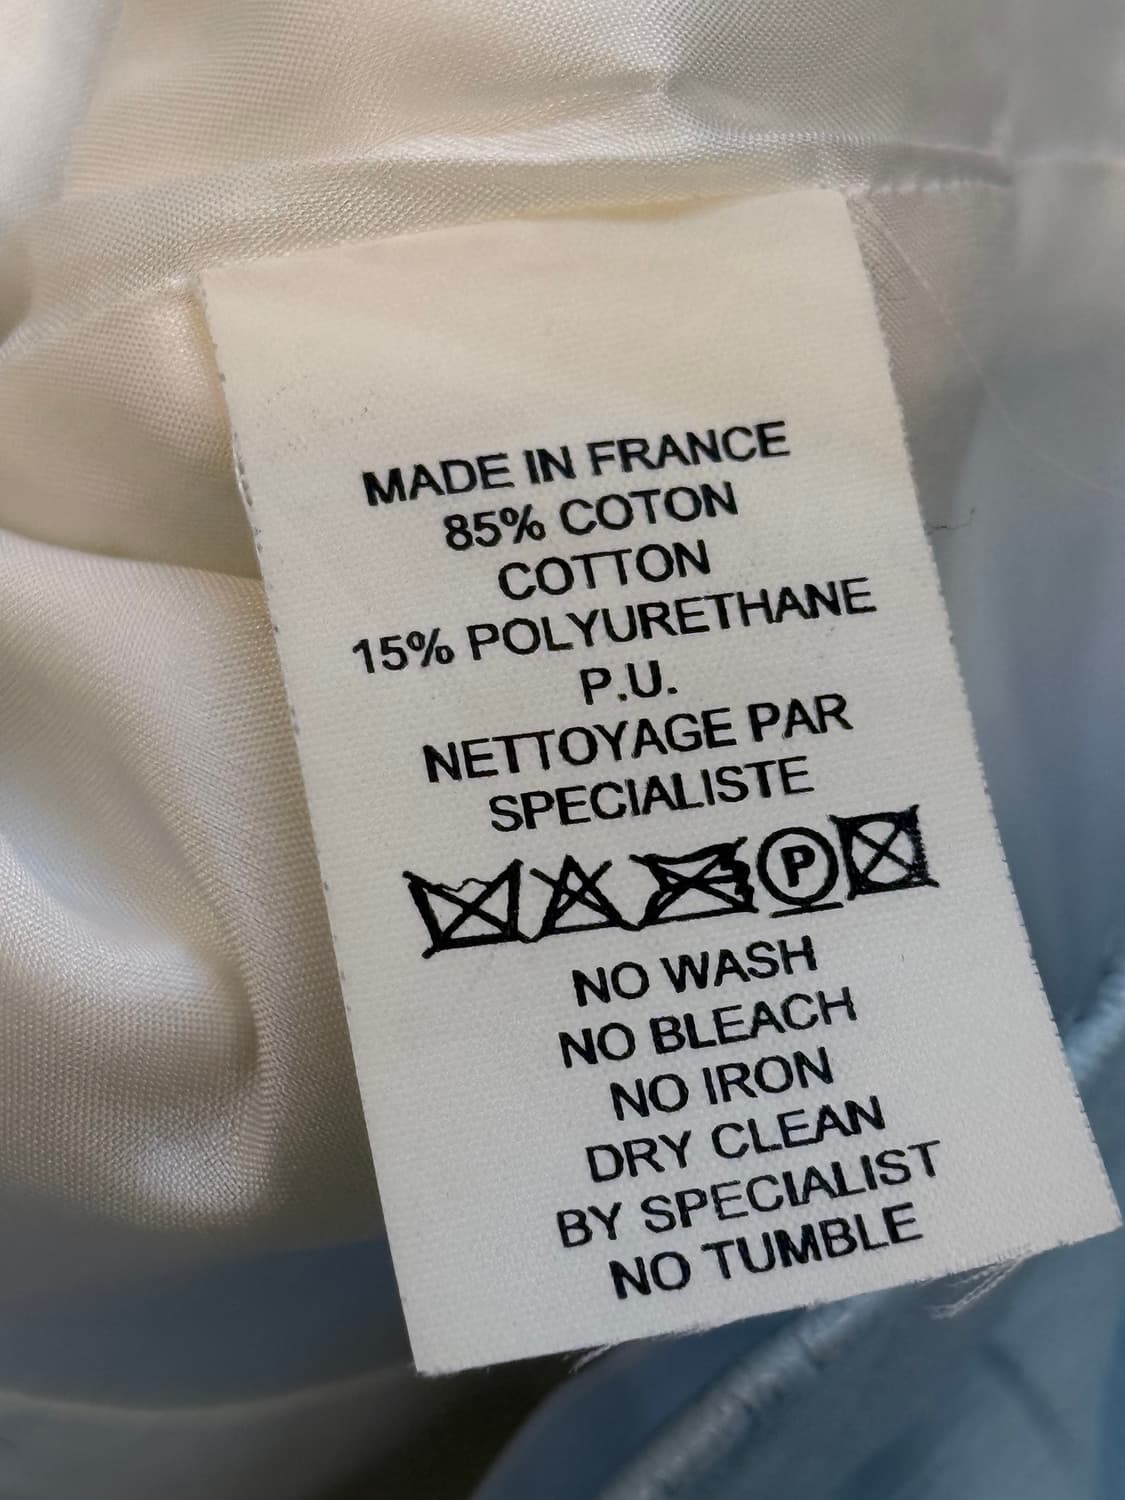 MADE IN FRANCE
85% COTON
COTTON
15% POLYURETHANE
P.U.
NETTOYAGE PAR
SPECIALISTE
P
NO WASH
NO BLEACH
NO IRON
DRY CLEAN
BY SPECIALIST
NO TUMBLE